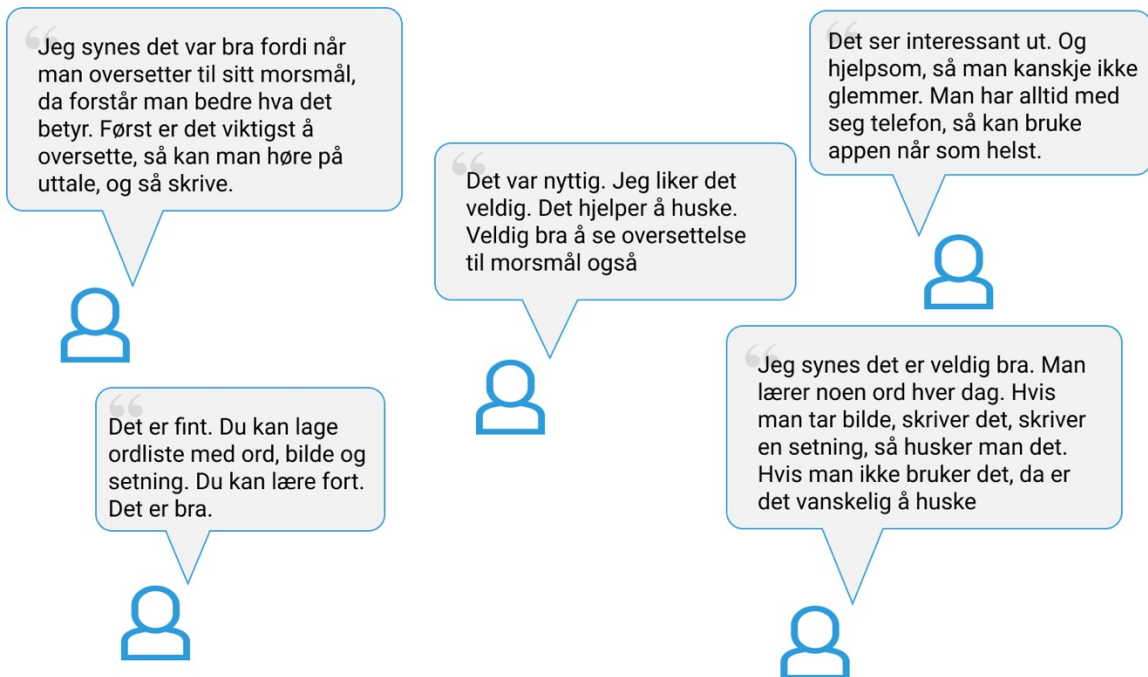 Jeg synes det var bra fordi når
man oversetter til sitt morsmål,
da forstår man bedre hva det
betyr. Først er det viktigst å
oversette, så kan man høre på
uttale, og så skrive.
Det var nyttig. Jeg liker det
veldig. Det hjelper å huske.
Veldig bra å se oversettelse
til morsmål også
Det ser interessant ut. Og
hjelpsom, så man kanskje ikke
glemmer. Man har alltid med
seg telefon, så kan bruke
appen når som helst.
Det er fint. Du kan lage
ordliste med ord, bilde og
setning. Du kan lære fort.
Det er bra.
Jeg synes det er veldig bra. Man
lærer noen ord hver dag. Hvis
man tar bilde, skriver det, skriver
en setning, så husker man det.
Hvis man ikke bruker det, da er
det vanskelig å huske